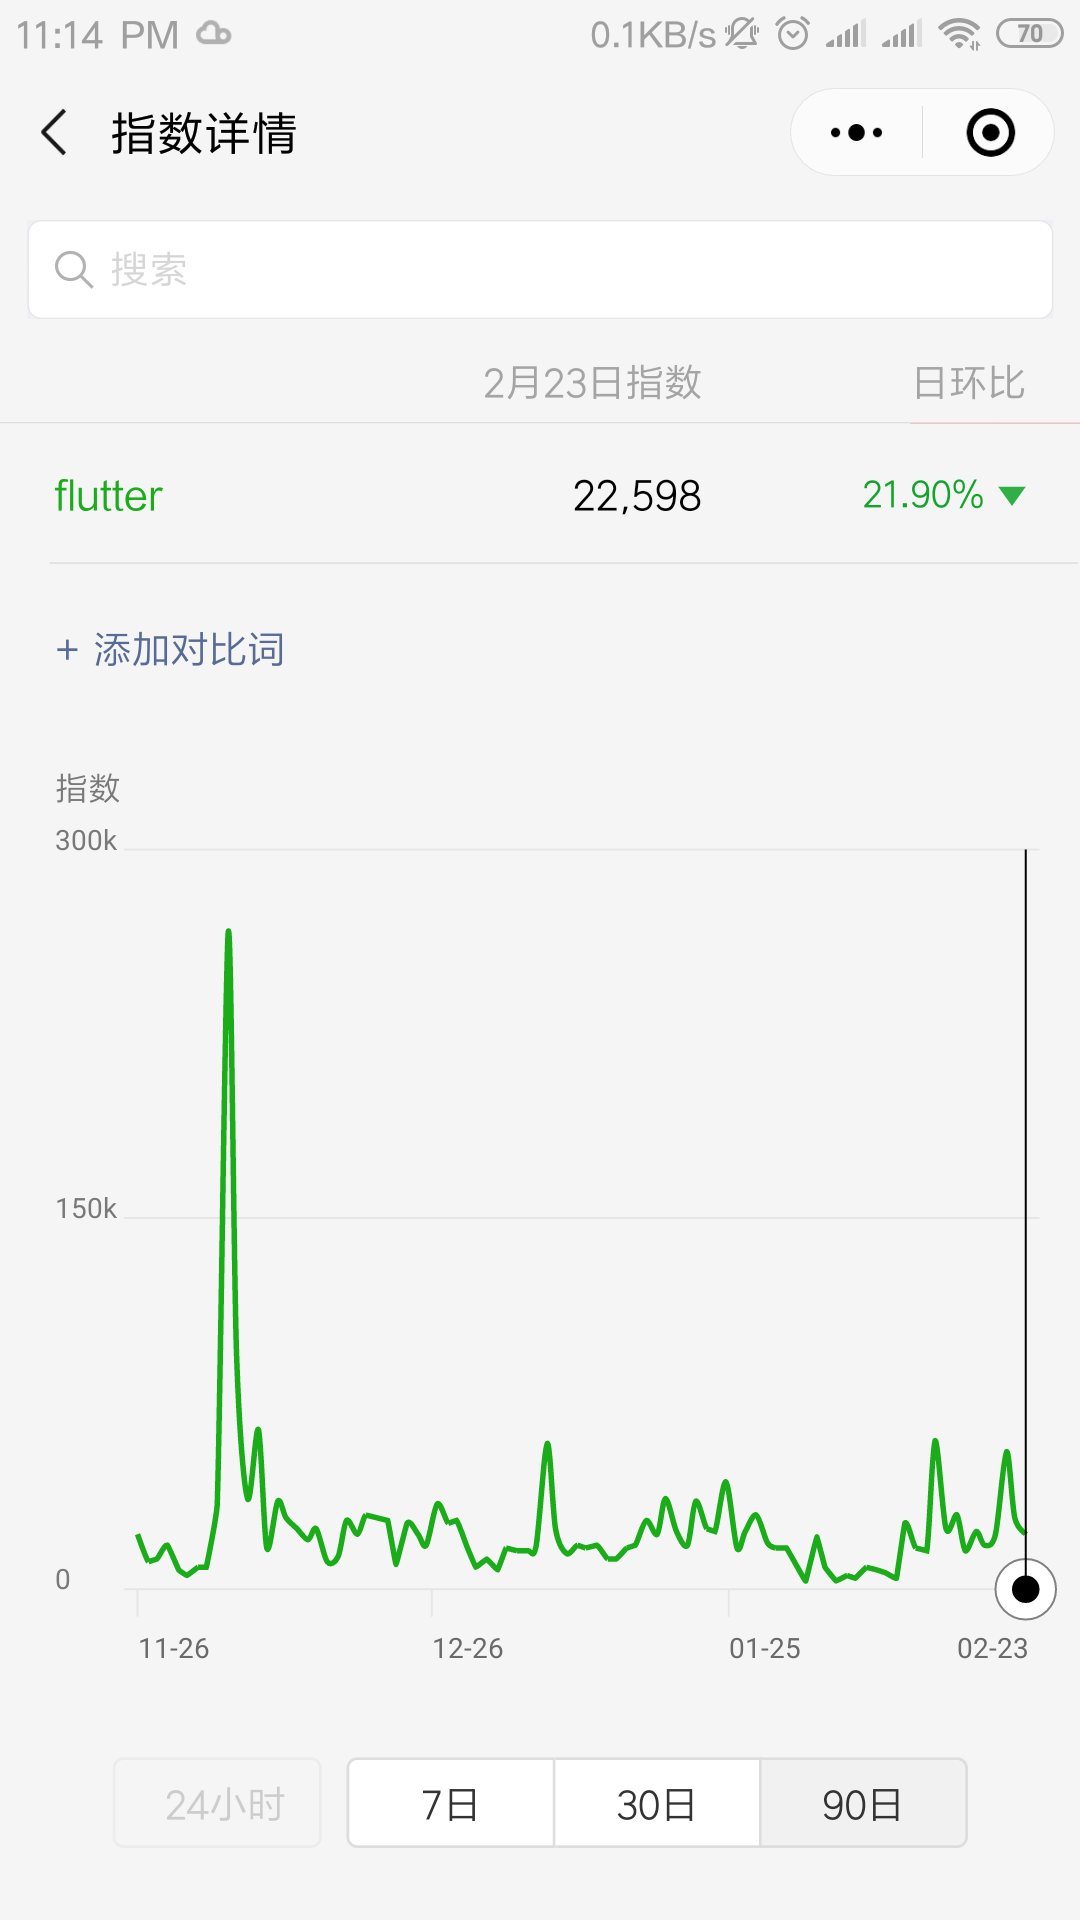 11:14 PM 0.1KB/s 70
指数详情
搜索
2月23日指数 日环比
flutter 22,598 21.90%
+ 添加对比词
指数
300k
150k
0
11-26 12-26 01-25 02-23
24小时 7日 30日 90日